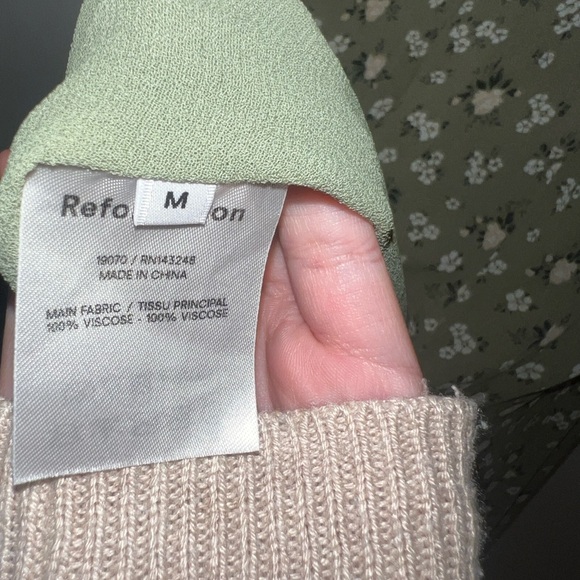 Refo on
M
19070 / RN143248
MADE IN CHINA
MAIN FABRIC / TISSU PRINCIPAL
100% VISCOSE - 100% VISCOSE